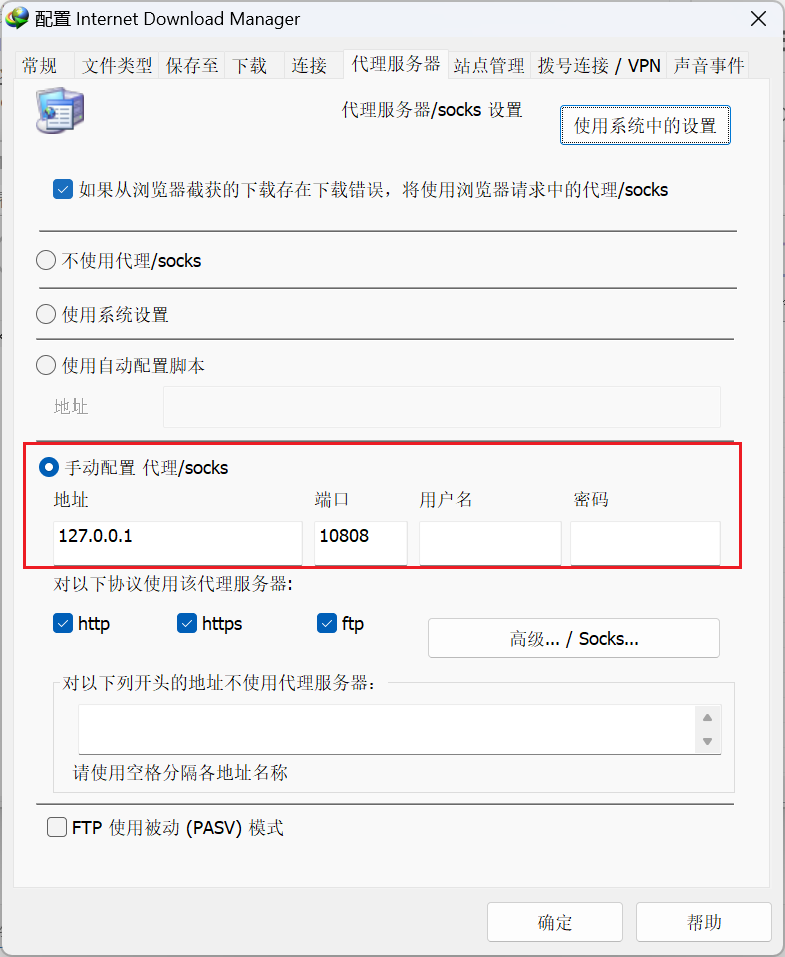 配置 Internet Download Manager
常规 文件类型 保存至 下载 连接 代理服务器 站点管理 拨号连接 / VPN 声音事件
代理服务器/socks 设置
使用系统中的设置
如果从浏览器截获的下载存在下载错误，将使用浏览器请求中的代理/socks
不使用代理/socks
使用系统设置
使用自动配置脚本
地址
手动配置 代理/socks
地址 端口 用户名 密码
127.0.0.1 10808
对以下协议使用该代理服务器:
http https ftp
高级... / Socks...
对以下列开头的地址不使用代理服务器：
请使用空格分隔各地址名称
FTP 使用被动 (PASV) 模式
确定 帮助